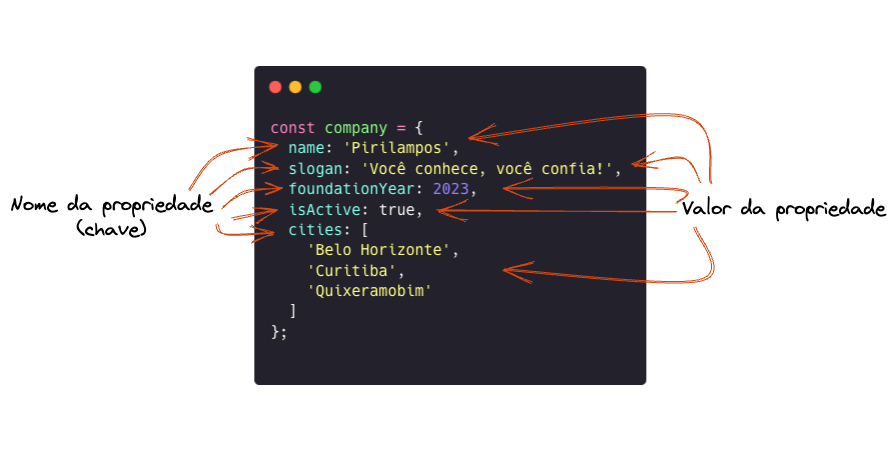 const company = {
name: 'Pirilampos',
slogan: 'Você conhece, você confia!',
foundationYear: 2023,
isActive: true,
cities: [
'Belo Horizonte',
'Curitiba',
'Quixeramobim'
]
};
Nome da propriedade
(chave)
Valor da propriedade